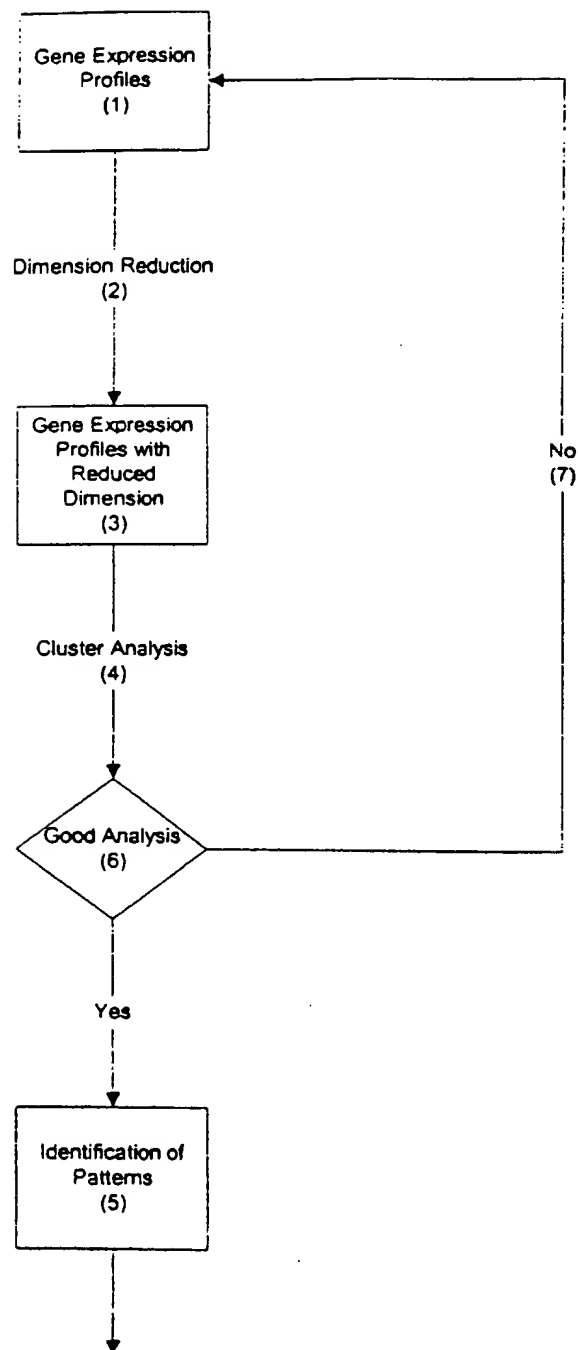 Gene Expression
Profiles
(1)
Dimension Reduction
(2)
Gene Expression
Profiles with
Reduced
Dimension
(3)
No
(7)
Cluster Analysis
(4)
Good Analysis
(6)
Yes
Identification of
Patterns
(5)